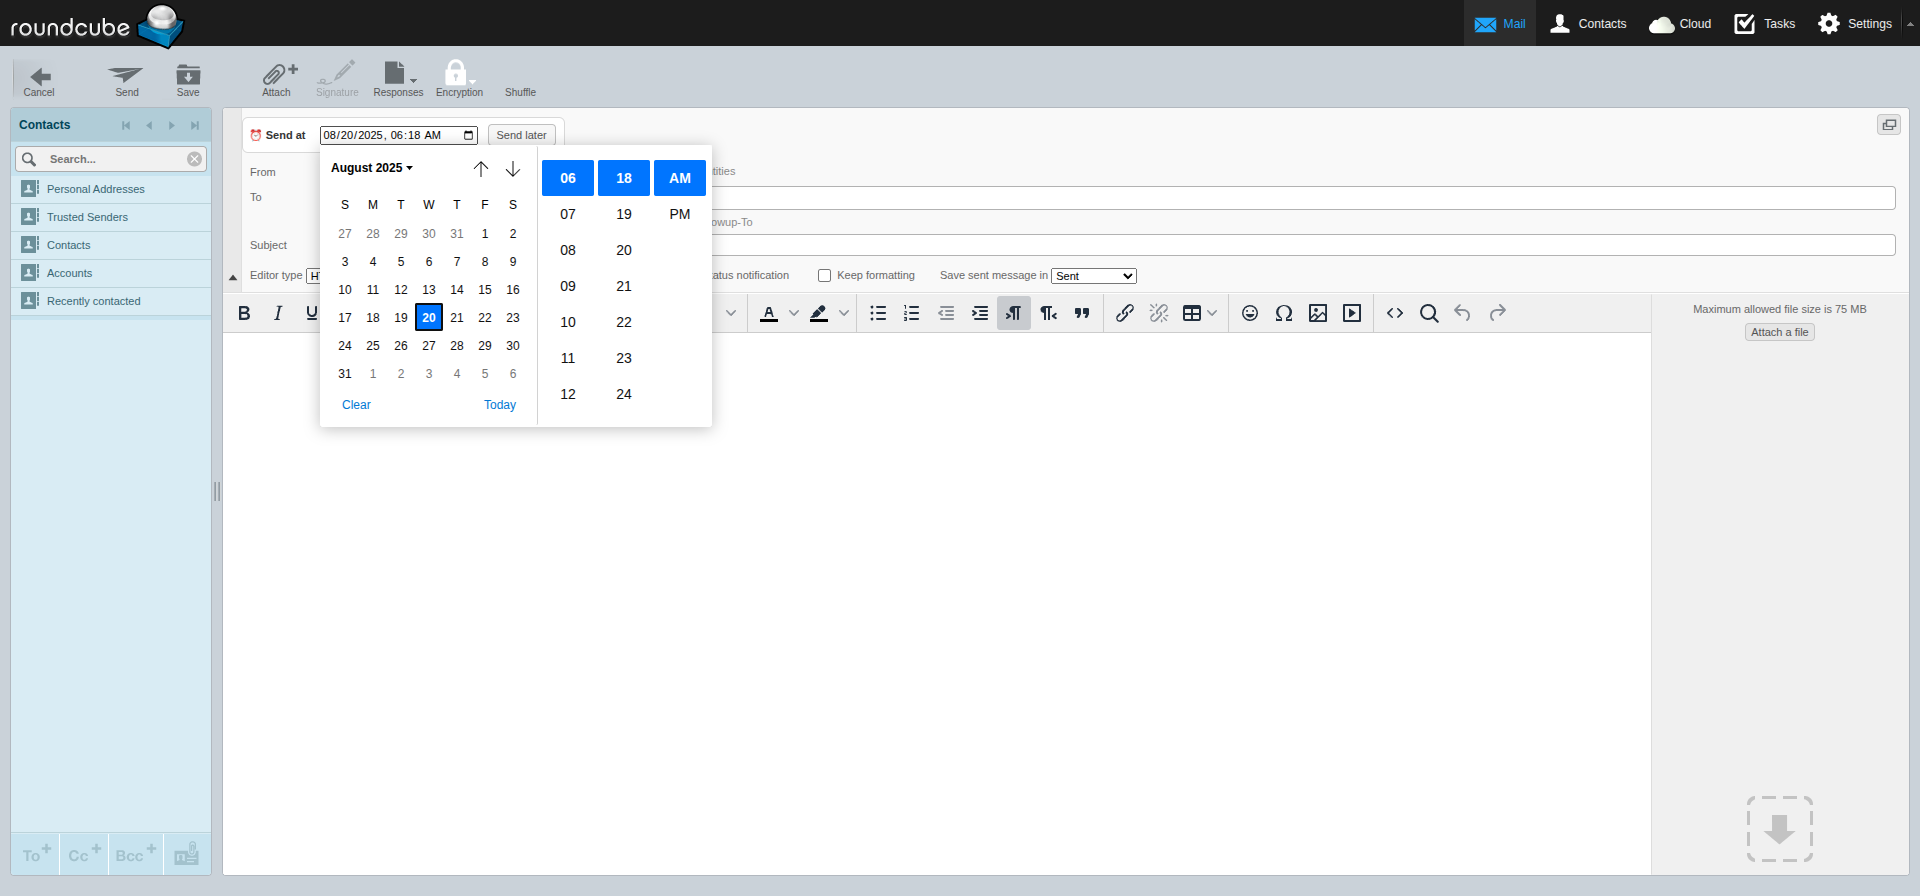 roundcube
Mail
Contacts
Cloud
Tasks
Settings
Cancel
Send
Save
Attach
Signature
Responses
Encryption
Shuffle
Contacts
Search...
Personal Addresses
Trusted Senders
Contacts
Accounts
Recently contacted
To Cc Bcc
Send at 08/20/2025, 06:18 AM Send later
From
To
Subject
Editor type
Keep formatting
Save sent message in Sent
August 2025
S M T W T F S
27 28 29 30 31 1 2
3 4 5 6 7 8 9
10 11 12 13 14 15 16
17 18 19 20 21 22 23
24 25 26 27 28 29 30
31 1 2 3 4 5 6
Clear Today
06 18 AM
07 19 PM
08 20
09 21
10 22
11 23
12 24
tities
owup-To
atus notification
B I U
A
Maximum allowed file size is 75 MB
Attach a file